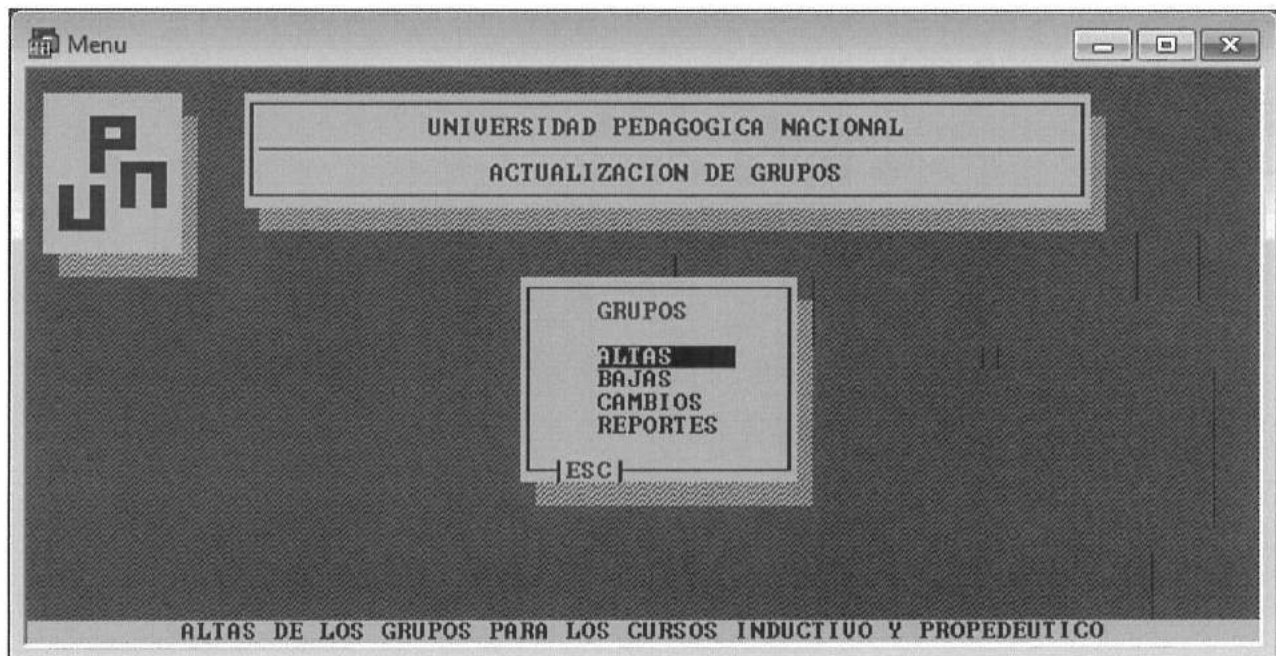 Menu
UPN
UNIVERSIDAD PEDAGOGICA NACIONAL
ACTUALIZACION DE GRUPOS
GRUPOS
ALTAS
BAJAS
CAMBIOS
REPORTES
ESC
ALTAS DE LOS GRUPOS PARA LOS CURSOS INDUCTIVO Y PROPEDEUTICO